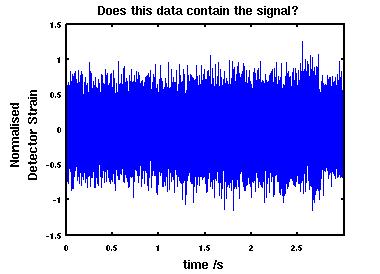 Does this data contain the signal?
1.5
1
0.5
0
-0.5
-1
-1.5
Normalised
Detector Strain
0 0.5 1 1.5 2 2.5
time /s